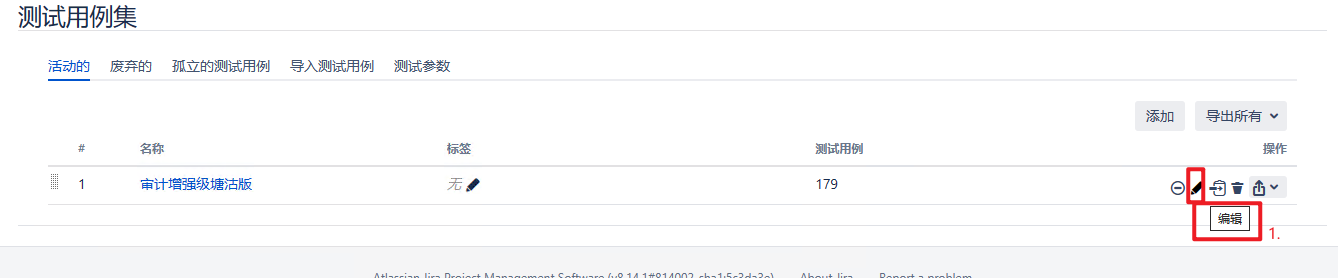 测试用例集
活动的 废弃的 孤立的测试用例 导入测试用例 测试参数
添加 导出所有
# 名称 标签 测试用例 操作
1 审计增强级塘沽版 无 179
编辑
1.
Atlassian Jira Project Management Software (v8.14.1#814002-sha1:5c3da3e) About Jira Report a problem